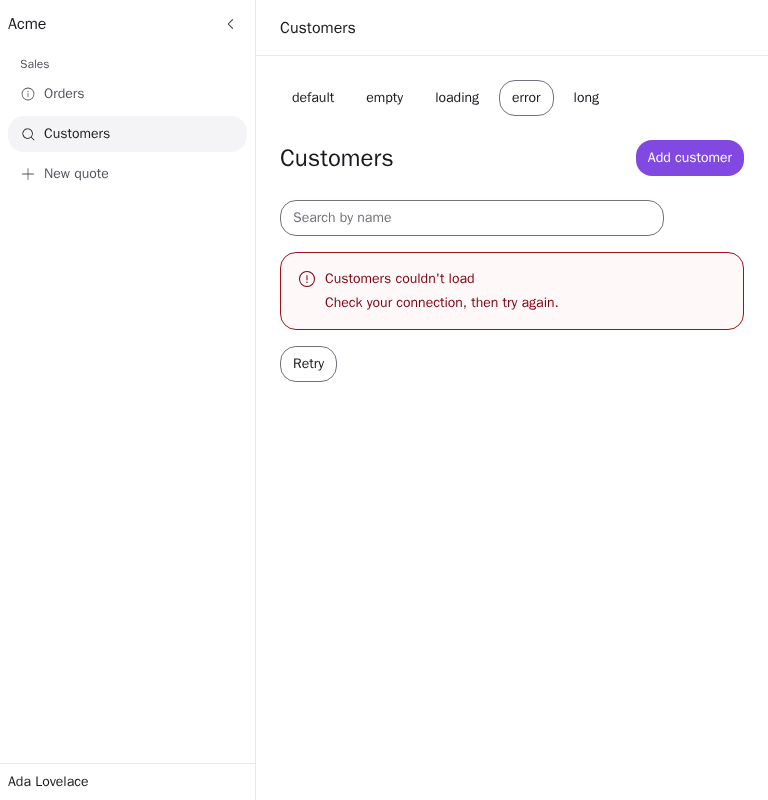 Acme
Sales
Orders
Customers
New quote
Ada Lovelace
Customers
default empty loading error long
Customers
Add customer
Search by name
Customers couldn't load
Check your connection, then try again.
Retry